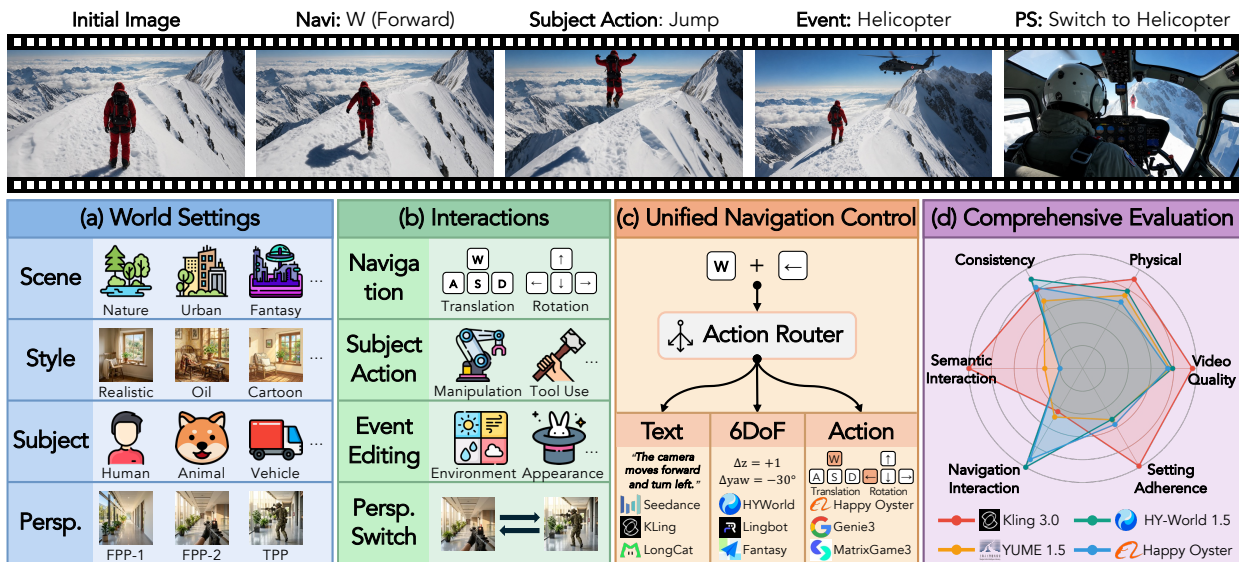 Initial Image
Navi: W (Forward)
Subject Action: Jump
Event: Helicopter
PS: Switch to Helicopter
(a) World Settings
Scene
Nature
Urban
Fantasy
...
Style
Realistic
Oil
Cartoon
...
Subject
Human
Animal
Vehicle
...
Persp.
FPP-1
FPP-2
TPP
(b) Interactions
Naviga
tion
W
A S D
↑
← ↓ →
Translation
Rotation
Subject
Action
Manipulation
Tool Use
...
Event
Editing
Environment
Appearance
...
Persp.
Switch
(c) Unified Navigation Control
W + ←
Action Router
Text
"The camera
moves forward
and turn left."
Seedance
KLing
LongCat
6DoF
Δz = +1
Δyaw = −30°
HYWorld
Lingbot
Fantasy
Action
W
A S D
↑
← ↓ →
Translation
Rotation
Happy Oyster
Genie3
MatrixGame3
(d) Comprehensive Evaluation
Consistency
Physical
Semantic
Interaction
Video
Quality
Navigation
Interaction
Setting
Adherence
Kling 3.0
HY-World 1.5
YUME 1.5
Happy Oyster